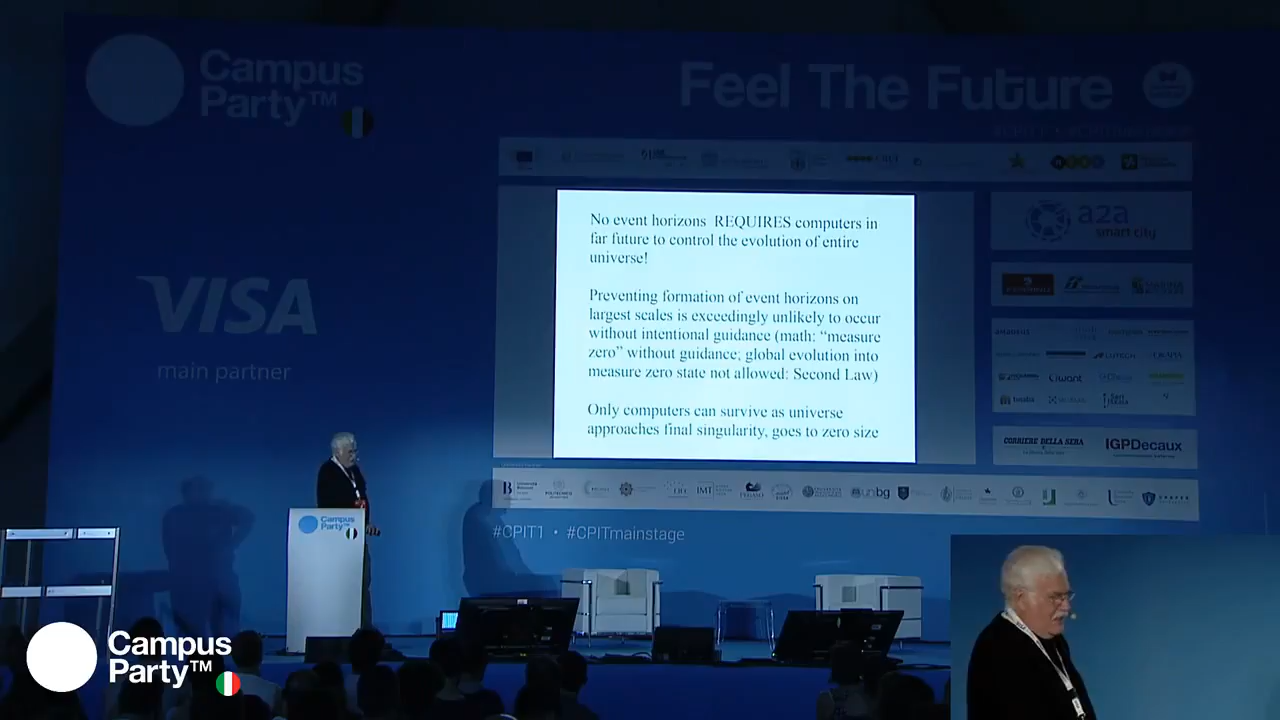 Campus
Party™
Feel The Future
No event horizons REQUIRES computers in
far future to control the evolution of entire
universe!
Preventing formation of event horizons on
largest scales is exceedingly unlikely to occur
without intentional guidance (math: “measure
zero” without guidance; global evolution into
measure zero state not allowed: Second Law)
Only computers can survive as universe
approaches final singularity, goes to zero size
a2a
smart city
VISA
main partner
CORRIERE DELLA SERA
IGPDecaux
IMT
unibg
#CPIT1 • #CPITmainstage
Campus
Party™
Campus
Party™